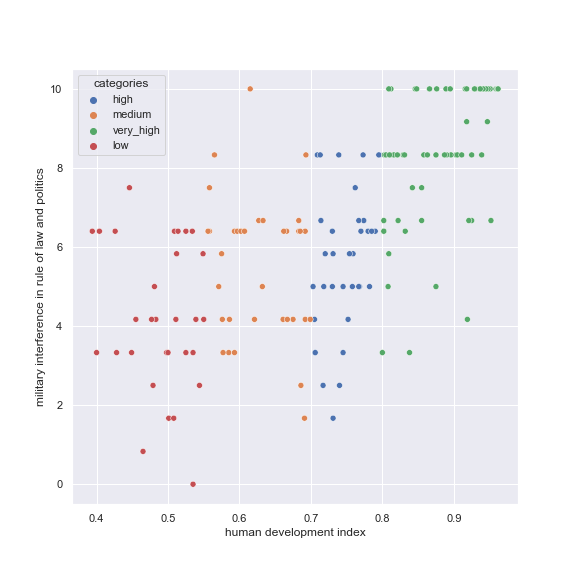 categories
high
medium
very_high
low
10
8
6
4
2
0
military interference in rule of law and politics
0.4 0.5 0.6 0.7 0.8 0.9
human development index